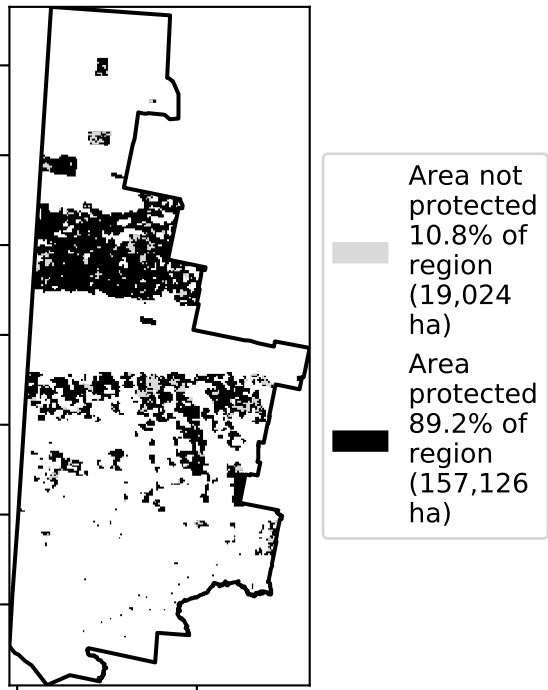 Area not
protected
10.8% of
region
(19,024
ha)
Area
protected
89.2% of
region
(157,126
ha)